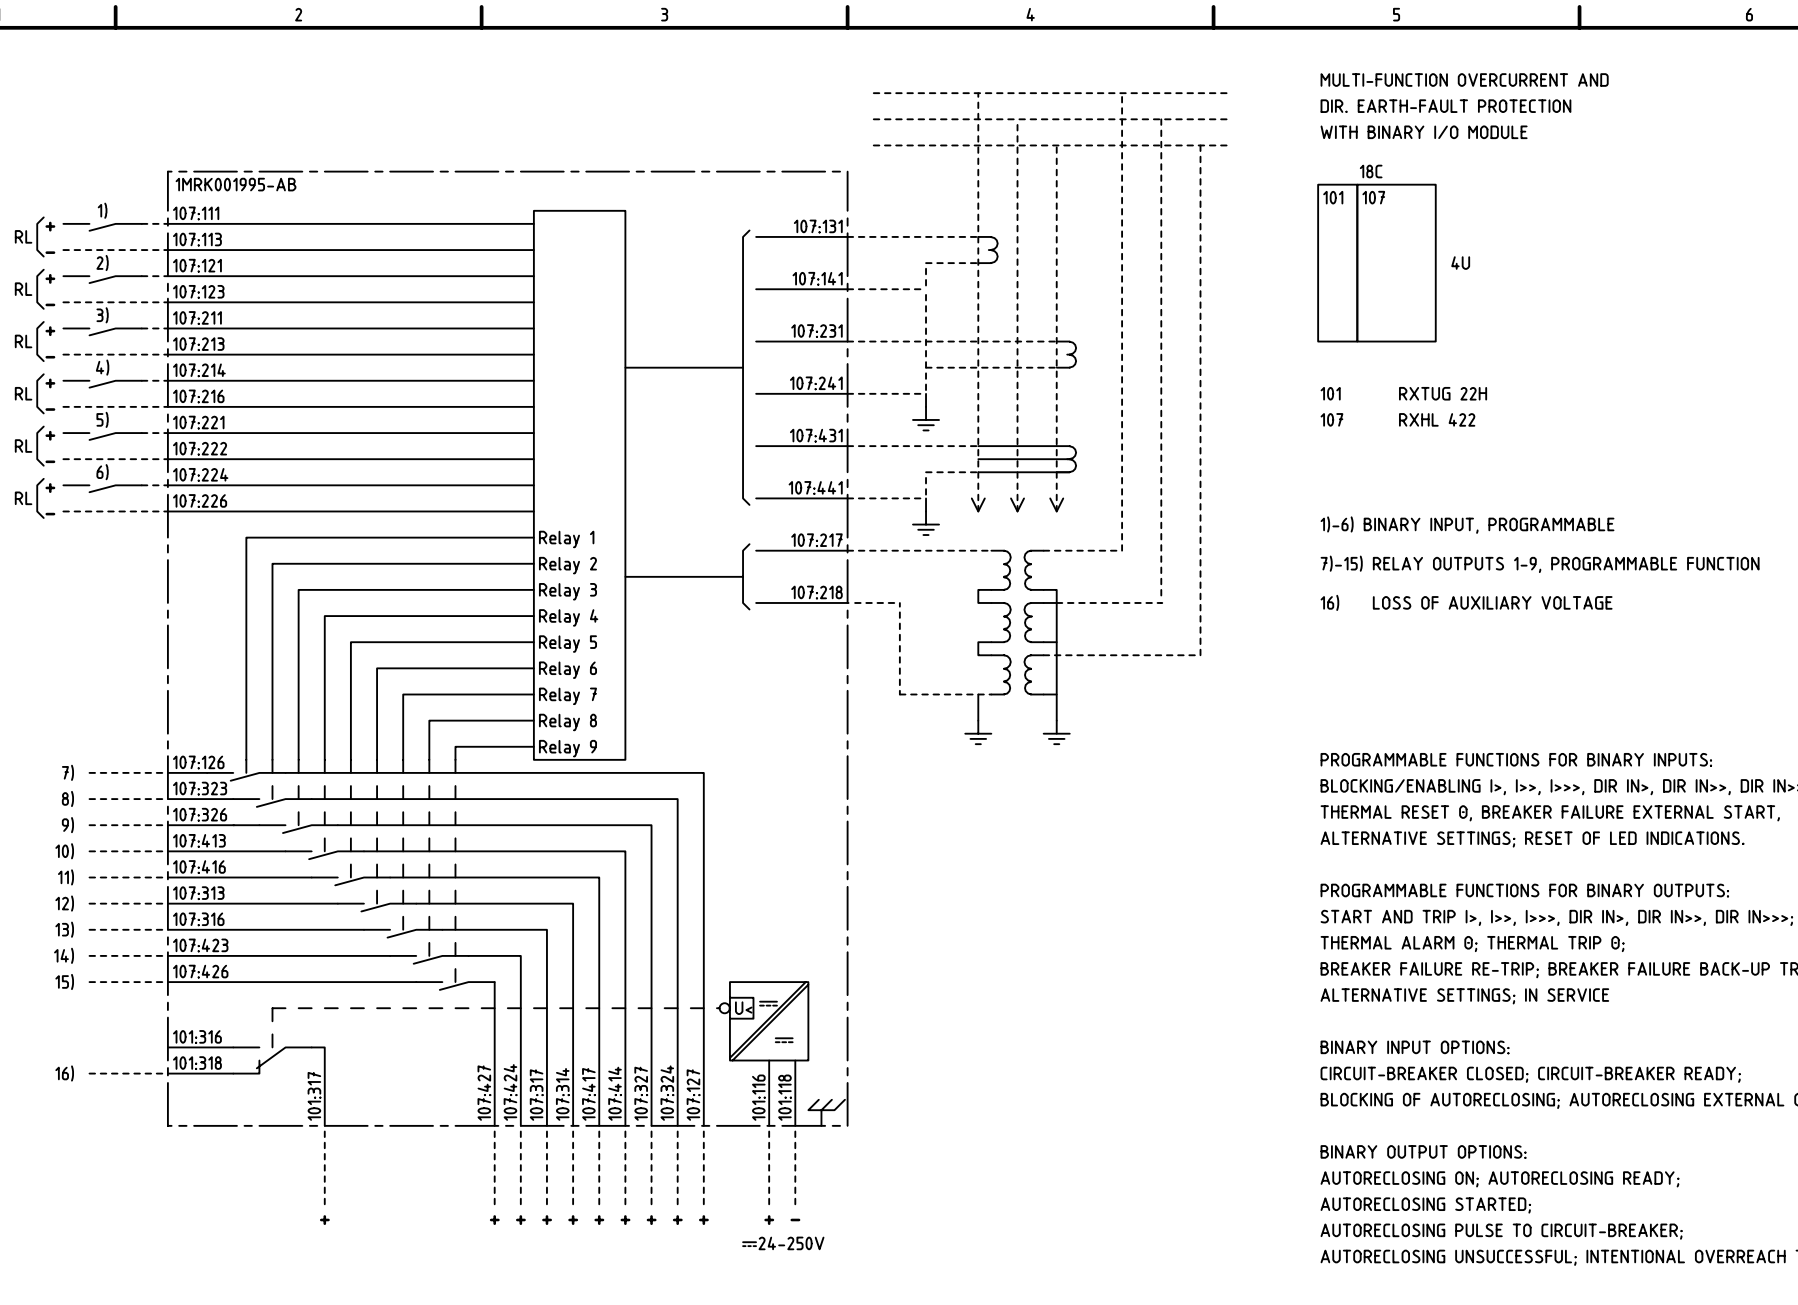 2 3 4 5 6
MULTI-FUNCTION OVERCURRENT AND
DIR. EARTH-FAULT PROTECTION
WITH BINARY I/O MODULE
18C
101 107
4U
101 RXTUG 22H
107 RXHL 422
1)-6) BINARY INPUT, PROGRAMMABLE
7)-15) RELAY OUTPUTS 1-9, PROGRAMMABLE FUNCTION
16) LOSS OF AUXILIARY VOLTAGE
PROGRAMMABLE FUNCTIONS FOR BINARY INPUTS:
BLOCKING/ENABLING I>, I>>, I>>>, DIR IN>, DIR IN>>, DIR IN>
THERMAL RESET Θ, BREAKER FAILURE EXTERNAL START,
ALTERNATIVE SETTINGS; RESET OF LED INDICATIONS.
PROGRAMMABLE FUNCTIONS FOR BINARY OUTPUTS:
START AND TRIP I>, I>>, I>>>, DIR IN>, DIR IN>>, DIR IN>>>;
THERMAL ALARM Θ; THERMAL TRIP Θ;
BREAKER FAILURE RE-TRIP; BREAKER FAILURE BACK-UP TR
ALTERNATIVE SETTINGS; IN SERVICE
BINARY INPUT OPTIONS:
CIRCUIT-BREAKER CLOSED; CIRCUIT-BREAKER READY;
BLOCKING OF AUTORECLOSING; AUTORECLOSING EXTERNAL
BINARY OUTPUT OPTIONS:
AUTORECLOSING ON; AUTORECLOSING READY;
AUTORECLOSING STARTED;
AUTORECLOSING PULSE TO CIRCUIT-BREAKER;
AUTORECLOSING UNSUCCESSFUL; INTENTIONAL OVERREACH
1MRK001995-AB
1) 107:111
RL + -
107:113
2) 107:121
RL + -
107:123
3) 107:211
RL + -
107:213
4) 107:214
RL + -
107:216
5) 107:221
RL + -
107:222
6) 107:224
RL + -
107:226
107:131
107:141
107:231
107:241
107:431
107:441
107:217
107:218
Relay 1
Relay 2
Relay 3
Relay 4
Relay 5
Relay 6
Relay 7
Relay 8
Relay 9
7) 107:126
8) 107:323
9) 107:326
10) 107:413
11) 107:416
12) 107:313
13) 107:316
14) 107:423
15) 107:426
101:316
16) 101:318
U<
101:317
107:427
107:424
107:317
107:314
107:417
107:414
107:327
107:324
107:127
101:116
101:118
+ + + + + + + + + + + -
24-250V